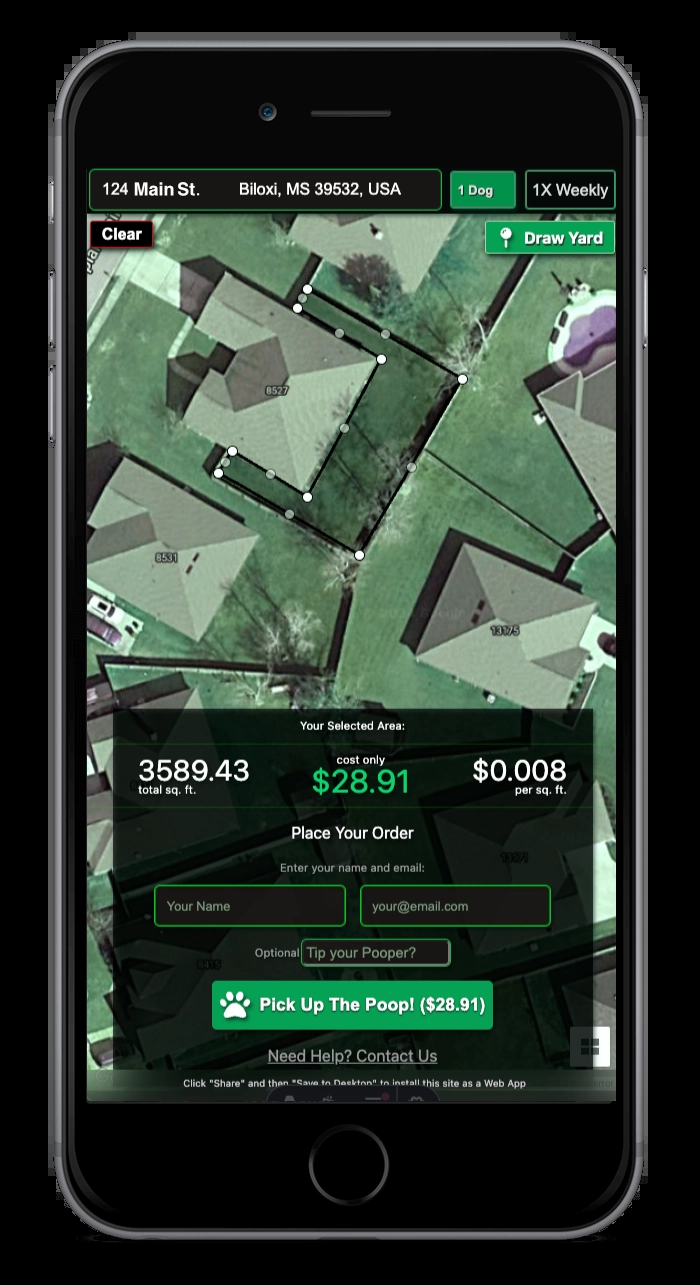 124 Main St. Biloxi, MS 39532, USA 1 Dog 1X Weekly
Clear
Draw Yard
8527
8531
13175
Your Selected Area:
3589.43
total sq. ft.
cost only
$28.91
$0.008
per sq. ft.
Place Your Order
Enter your name and email:
Your Name your@email.com
Optional Tip your Pooper?
Pick Up The Poop! ($28.91)
Need Help? Contact Us
Click "Share" and then "Save to Desktop" to install this site as a Web App